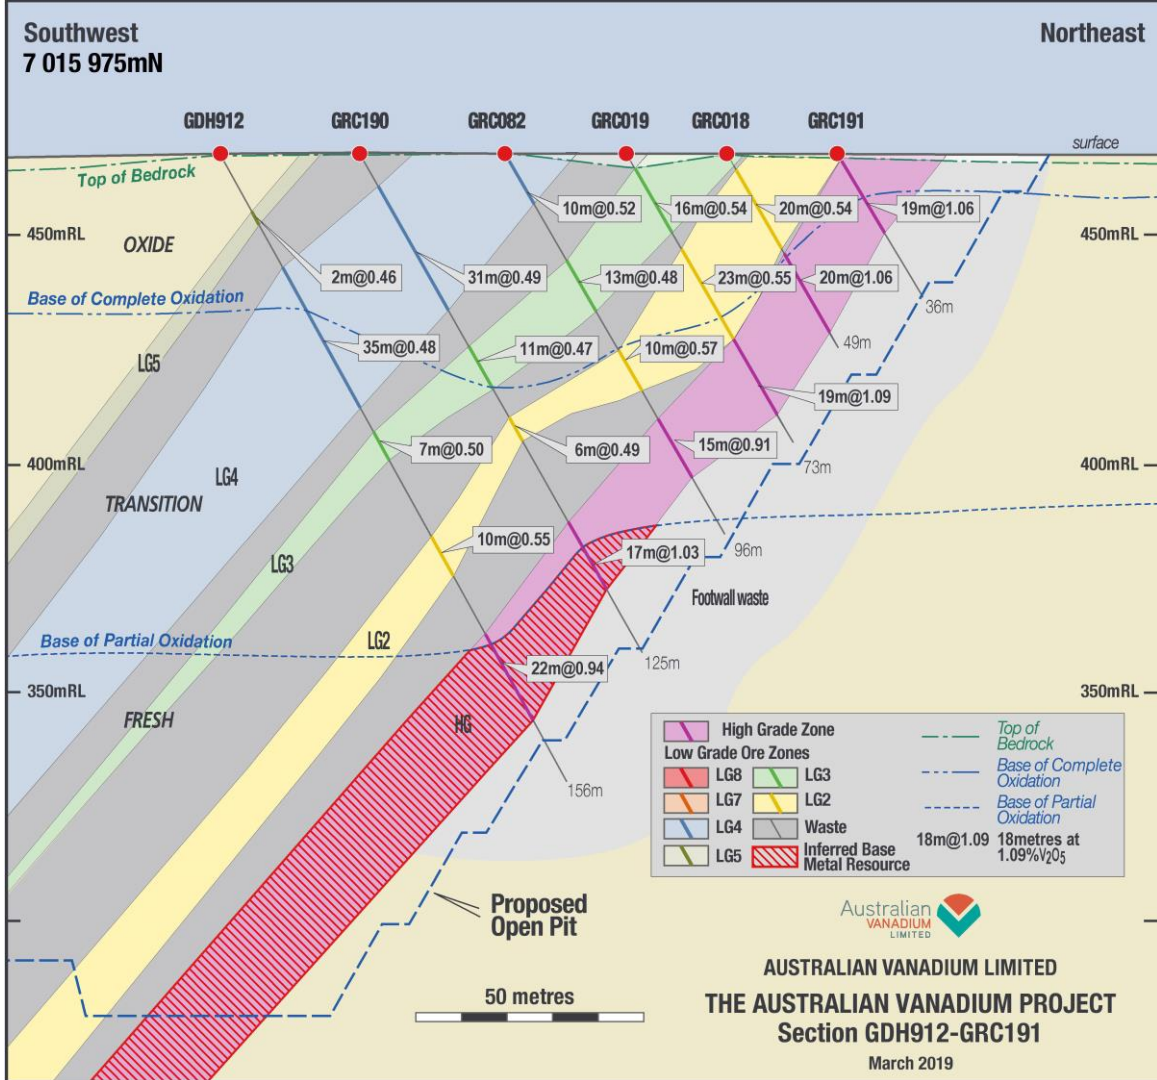 Southwest
7 015 975mN
Northeast
GDH912
GRC190
GRC082
GRC019
GRC018
GRC191
surface
Top of Bedrock
10m@0.52
16m@0.54
20m@0.54
19m@1.06
450mRL
OXIDE
450mRL
2m@0.46
31m@0.49
13m@0.48
23m@0.55
20m@1.06
Base of Complete Oxidation
36m
49m
LG5
35m@0.48
11m@0.47
10m@0.57
19m@1.09
7m@0.50
6m@0.49
15m@0.91
400mRL
LG4
73m
400mRL
TRANSITION
10m@0.55
17m@1.03
96m
LG3
Footwall waste
Base of Partial Oxidation
LG2
125m
22m@0.94
350mRL
350mRL
FRESH
HG
156m
High Grade Zone
Low Grade Ore Zones
LG8
LG3
LG7
LG2
LG4
Waste
LG5
Inferred Base
Metal Resource
Top of
Bedrock
Base of Complete
Oxidation
Base of Partial
Oxidation
18m@1.09 18metres at
1.09%V₂O₅
Proposed
Open Pit
Australian
VANADIUM
LIMITED
50 metres
AUSTRALIAN VANADIUM LIMITED
THE AUSTRALIAN VANADIUM PROJECT
Section GDH912-GRC191
March 2019